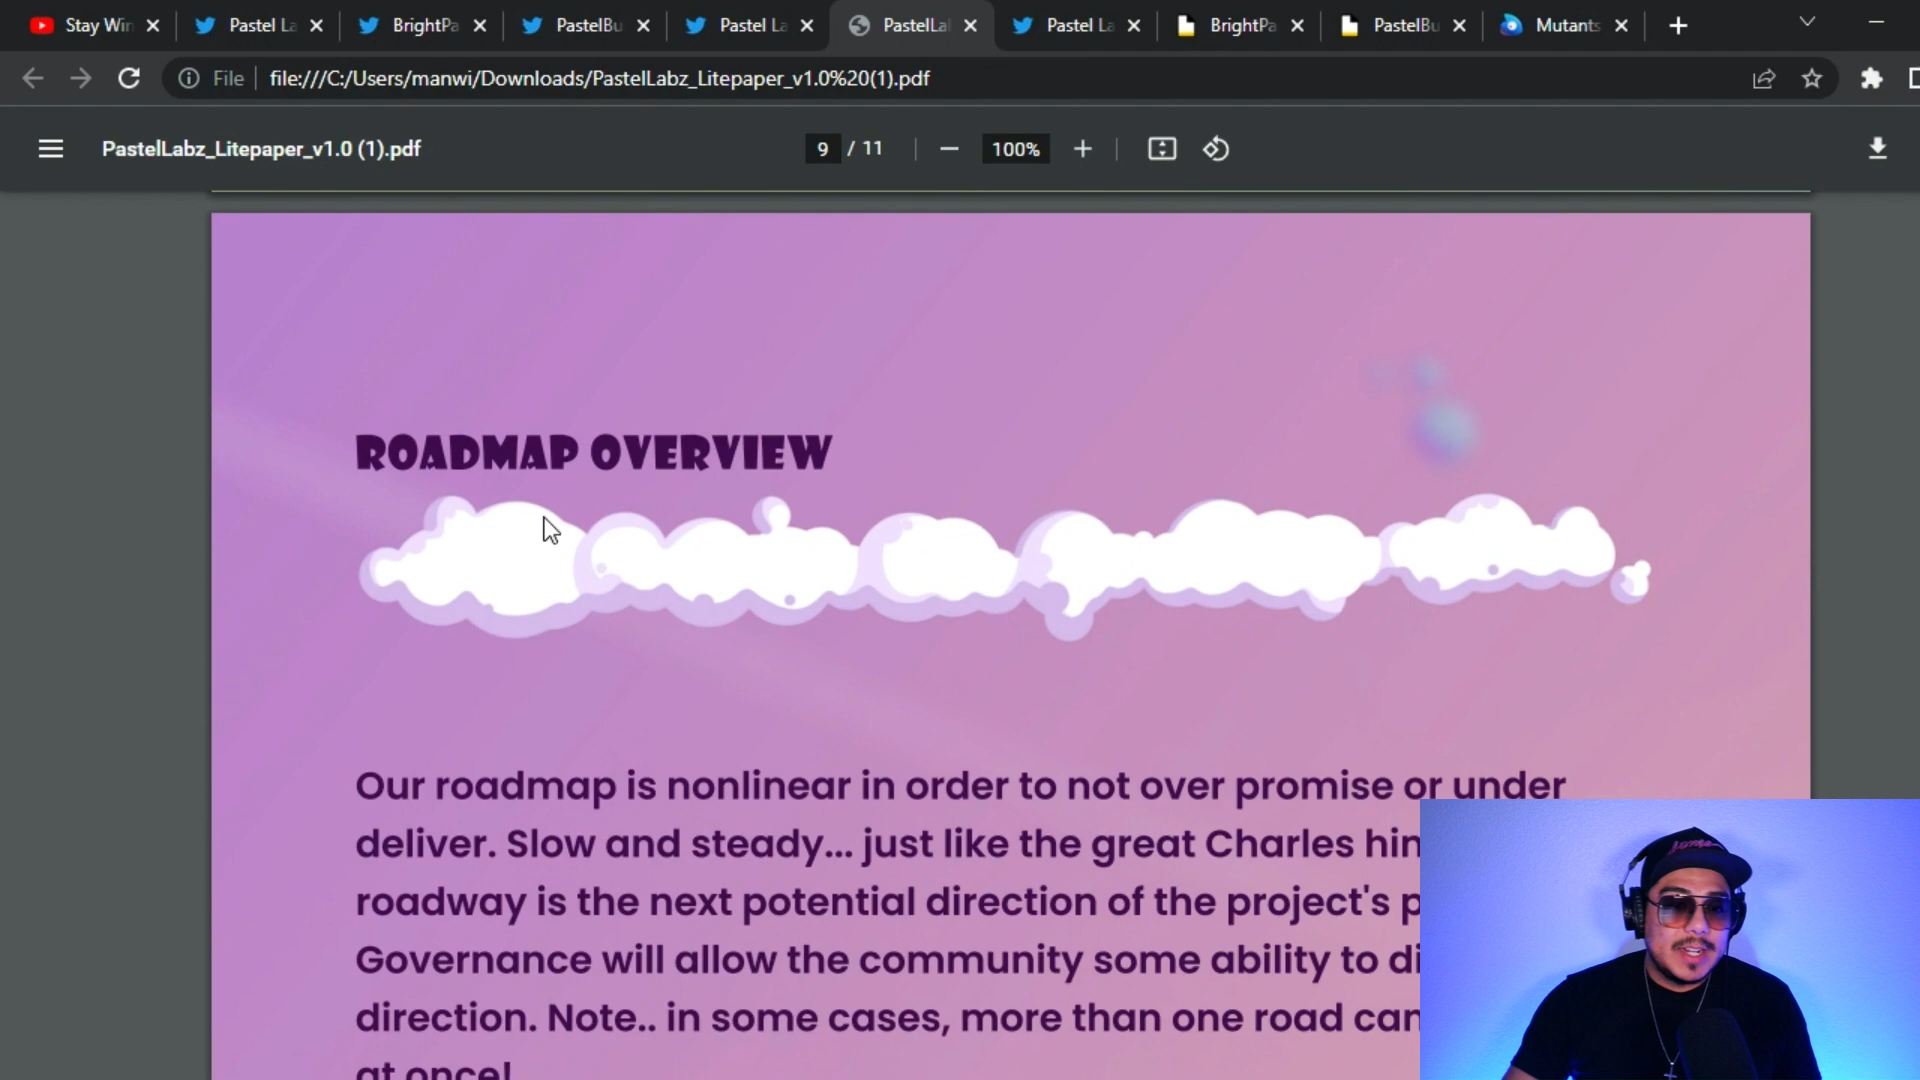 Stay Win
Pastel La
BrightPa
PastelBu
Pastel La
PastelLa
Pastel La
BrightPa
PastelBu
Mutants
File
file:///C:/Users/manwi/Downloads/PastelLabz_Litepaper_v1.0%20(1).pdf
PastelLabz_Litepaper_v1.0 (1).pdf
9 / 11
100%
ROADMAP OVERVIEW
Our roadmap is nonlinear in order to not over promise or under
deliver. Slow and steady... just like the great Charles him
roadway is the next potential direction of the project's p
Governance will allow the community some ability to di
direction. Note.. in some cases, more than one road can
at once!